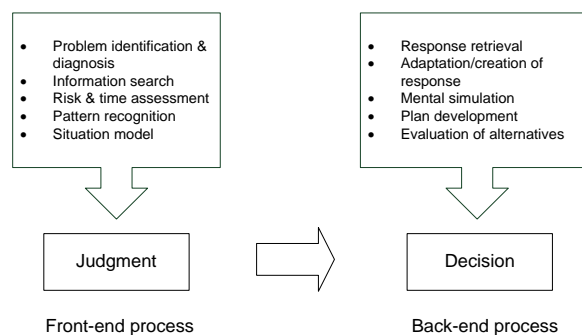 • Problem identification &
diagnosis
• Information search
• Risk & time assessment
• Pattern recognition
• Situation model
• Response retrieval
• Adaptation/creation of
response
• Mental simulation
• Plan development
• Evaluation of alternatives
Judgment
Decision
Front-end process
Back-end process